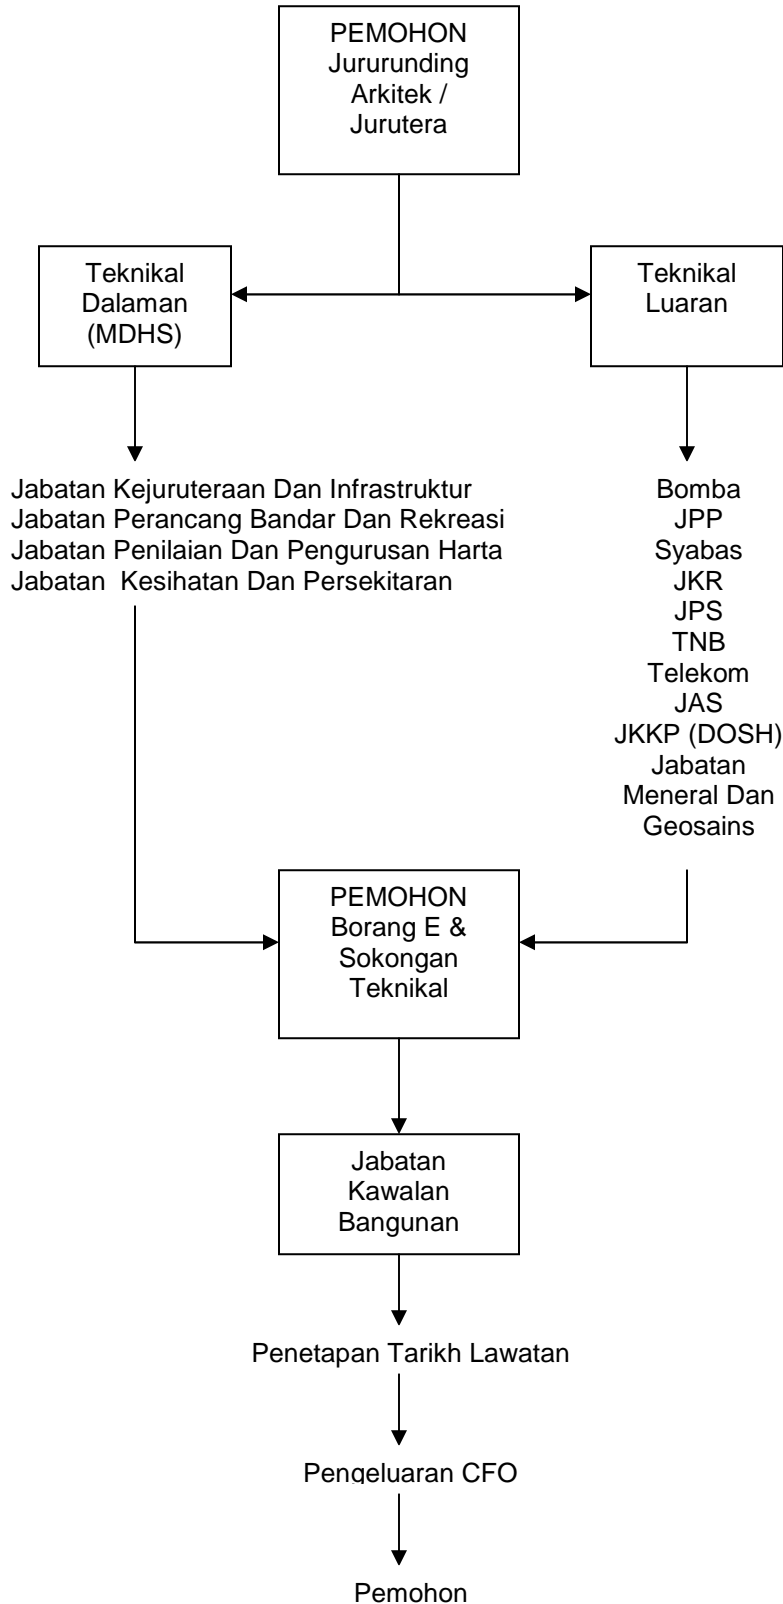 PEMOHON
Jururunding
Arkitek /
Jurutera
Teknikal
Dalaman
(MDHS)
Teknikal
Luaran
Jabatan Kejuruteraan Dan Infrastruktur
Jabatan Perancang Bandar Dan Rekreasi
Jabatan Penilaian Dan Pengurusan Harta
Jabatan Kesihatan Dan Persekitaran
Bomba
JPP
Syabas
JKR
JPS
TNB
Telekom
JAS
JKKP (DOSH)
Jabatan
Meneral Dan
Geosains
PEMOHON
Borang E &
Sokongan
Teknikal
Jabatan
Kawalan
Bangunan
Penetapan Tarikh Lawatan
Pengeluaran CFO
Pemohon